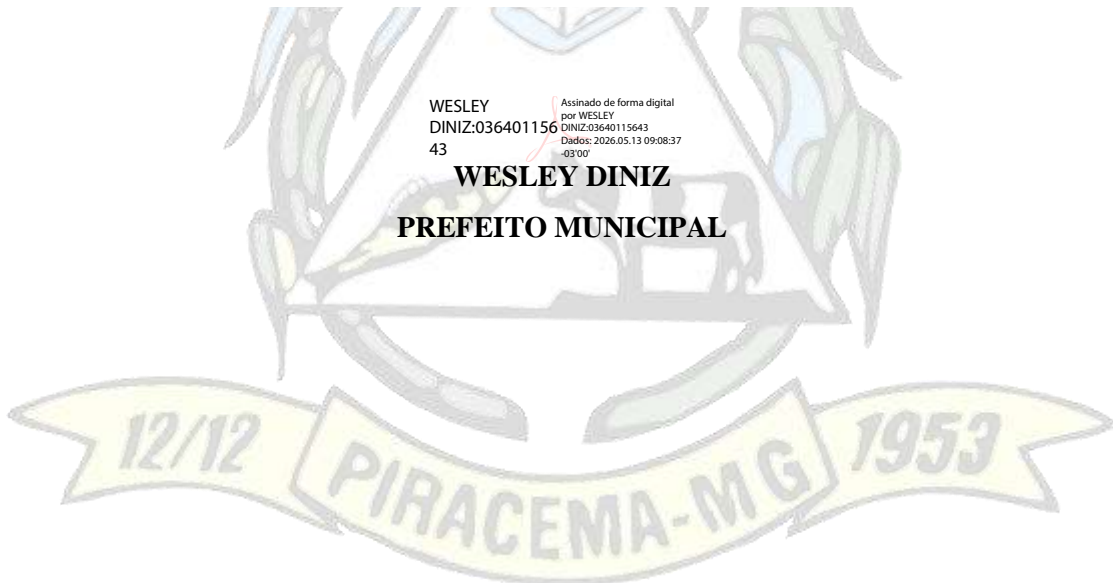 WESLEY
DINIZ:036401156
43
Assinado de forma digital
por WESLEY
DINIZ:03640115643
Dados: 2026.05.13 09:08:37
-03'00'
WESLEY DINIZ
PREFEITO MUNICIPAL
12/12
PIRACEMA-MG
1953